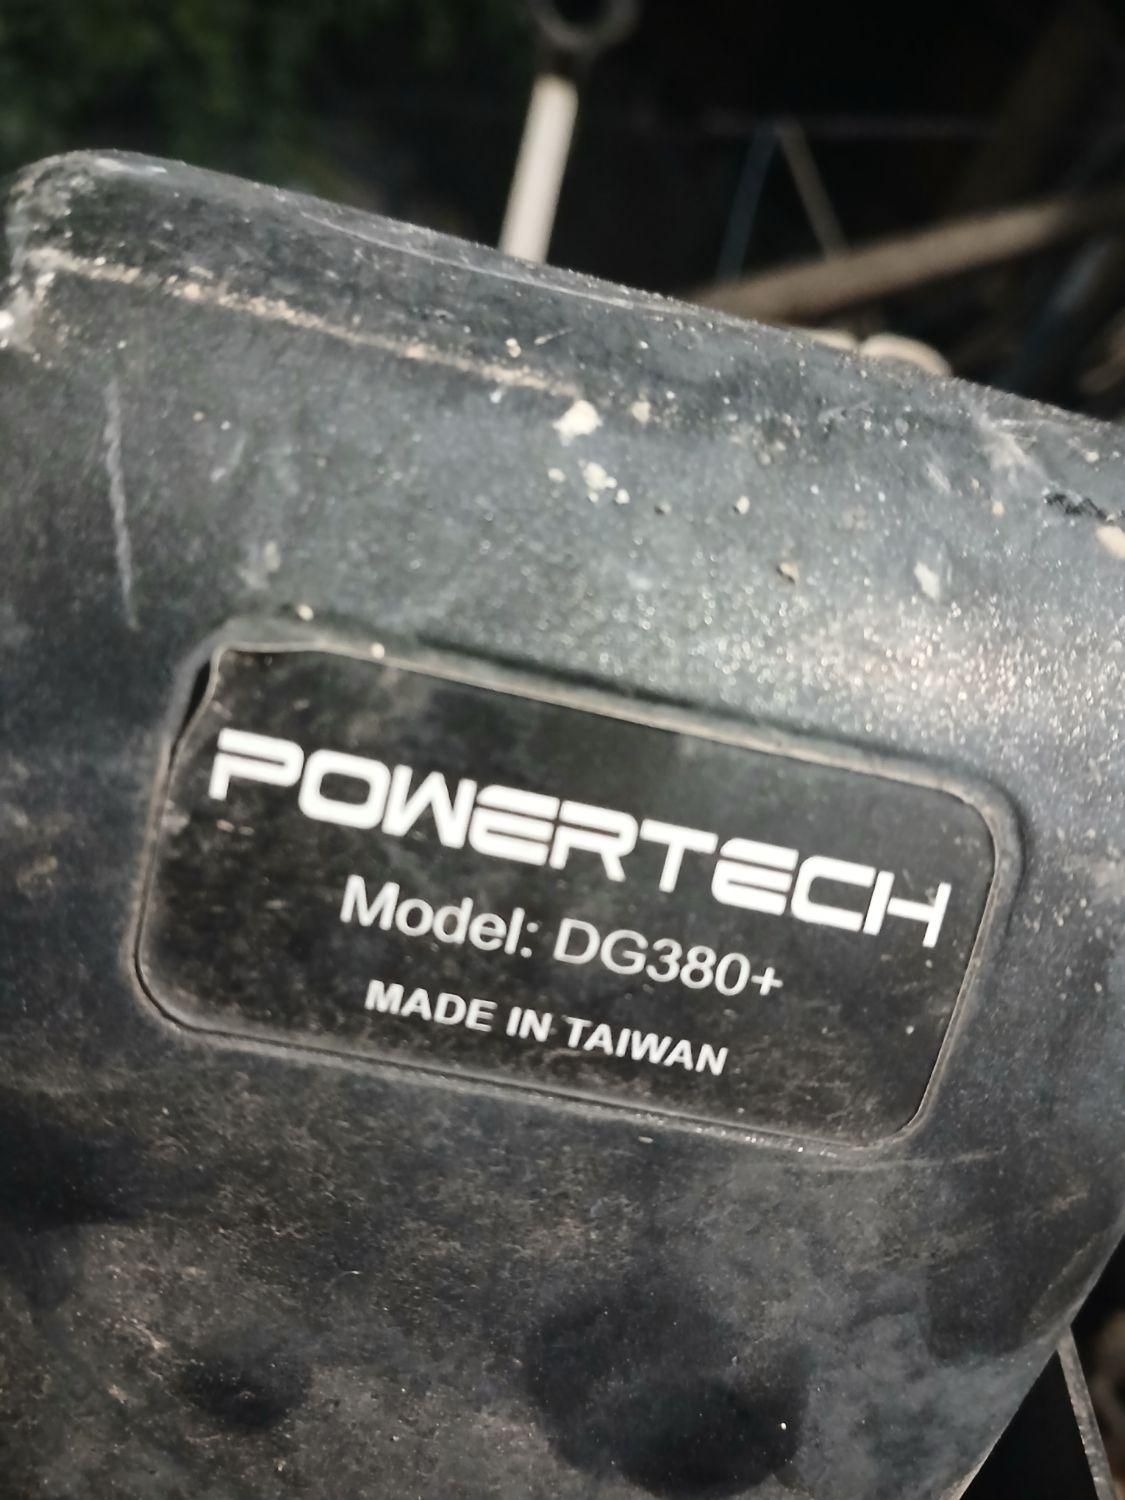 POWERTECH
Model: DG380+
MADE IN TAIWAN